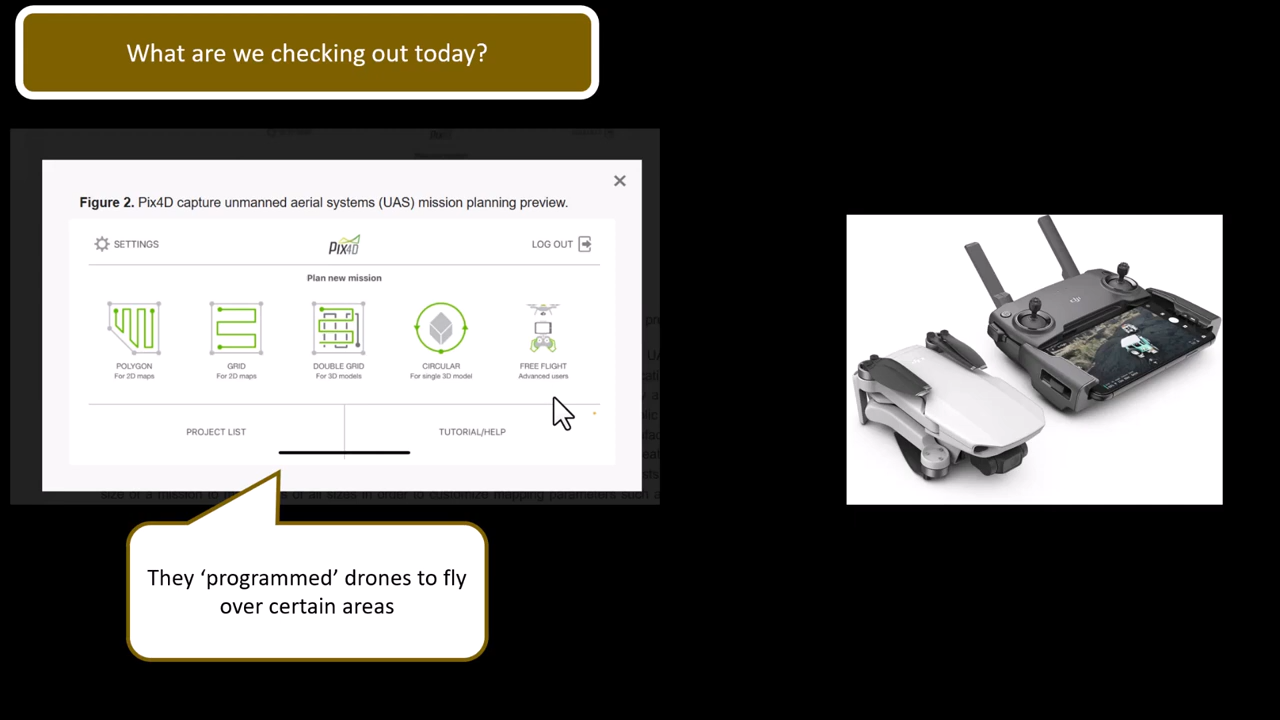 What are we checking out today?
Figure 2. Pix4D capture unmanned aerial systems (UAS) mission planning preview.
SETTINGS
PIX4D
LOG OUT
Plan new mission
POLYGON
For 2D maps
GRID
For 2D maps
DOUBLE GRID
For 3D models
CIRCULAR
For single 3D model
FREE FLIGHT
Advanced users
PROJECT LIST
TUTORIAL/HELP
They ‘programmed’ drones to fly
over certain areas
dji